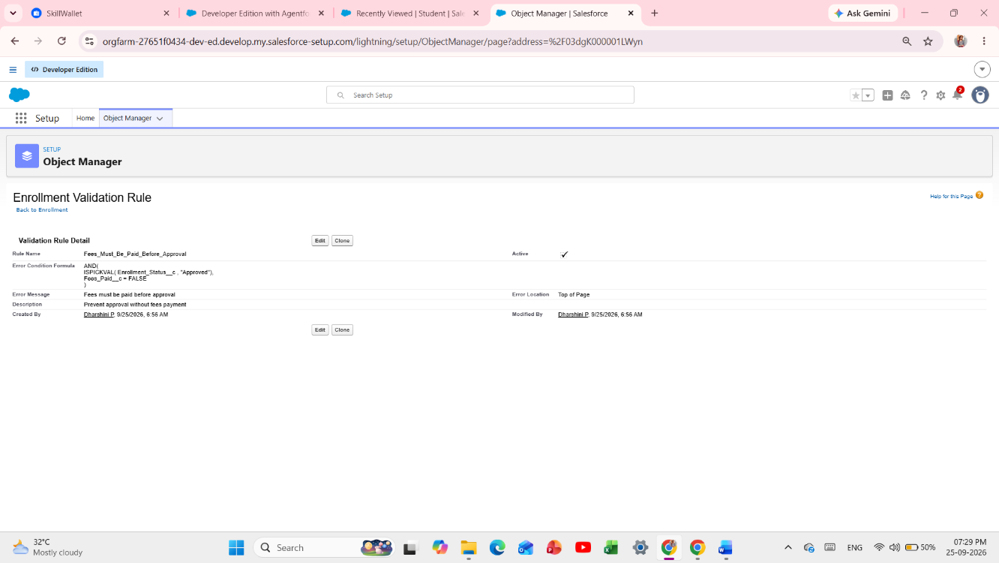 SkillWallet
Developer Edition with Agentfo
Recently Viewed | Student | Sale
Object Manager | Salesforce
Ask Gemini
orgfarm-27651f0434-dev-ed.develop.my.salesforce-setup.com/lightning/setup/ObjectManager/page?address=%2F03dgK000001LWyn
Developer Edition
Search Setup
2
Setup
Home
Object Manager
SETUP
Object Manager
Enrollment Validation Rule
Back to Enrollment
Help for this Page
Validation Rule Detail
Edit Clone
Rule Name Fees_Must_Be_Paid_Before_Approval Active
Error Condition Formula AND(
ISPICKVAL( Enrollment_Status__c , "Approved"),
Fees_Paid__c = FALSE
)
Error Message Fees must be paid before approval Error Location Top of Page
Description Prevent approval without fees payment
Created By Dharshini P, 9/25/2026, 6:56 AM Modified By Dharshini P, 9/25/2026, 6:56 AM
Edit Clone
32°C
Mostly cloudy
Search
ENG
50%
07:29 PM
25-09-2026